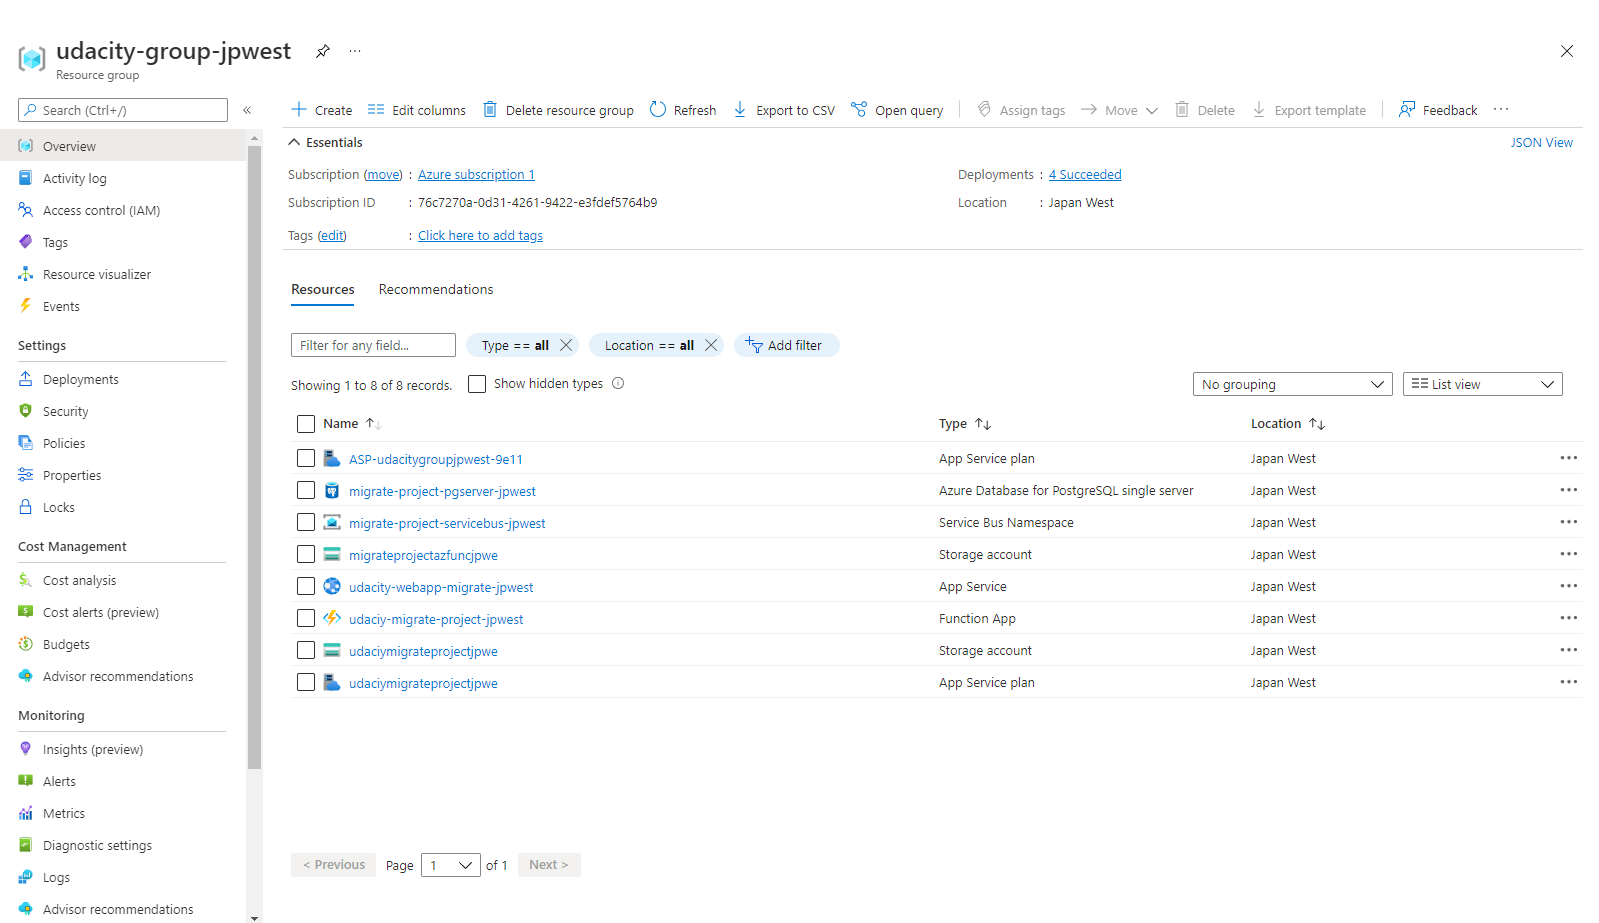 udacity-group-jpwest
Resource group
Search (Ctrl+/)
Overview
Activity log
Access control (IAM)
Tags
Resource visualizer
Events
Settings
Deployments
Security
Policies
Properties
Locks
Cost Management
Cost analysis
Cost alerts (preview)
Budgets
Advisor recommendations
Monitoring
Insights (preview)
Alerts
Metrics
Diagnostic settings
Logs
Advisor recommendations
Create Edit columns Delete resource group Refresh Export to CSV Open query Assign tags Move Delete Export template Feedback
Essentials JSON View
Subscription (move) : Azure subscription 1 Deployments : 4 Succeeded
Subscription ID : 76c7270a-0d31-4261-9422-e3fdef5764b9 Location : Japan West
Tags (edit) : Click here to add tags
Resources Recommendations
Filter for any field... Type == all Location == all Add filter
Showing 1 to 8 of 8 records. Show hidden types No grouping List view
Name Type Location
ASP-udacitygroupjpwest-9e11 App Service plan Japan West
migrate-project-pgserver-jpwest Azure Database for PostgreSQL single server Japan West
migrate-project-servicebus-jpwest Service Bus Namespace Japan West
migrateprojectazfuncjpwe Storage account Japan West
udacity-webapp-migrate-jpwest App Service Japan West
udaciy-migrate-project-jpwest Function App Japan West
udaciymigrateprojectjpwe Storage account Japan West
udaciymigrateprojectjpwe App Service plan Japan West
< Previous Page 1 of 1 Next >